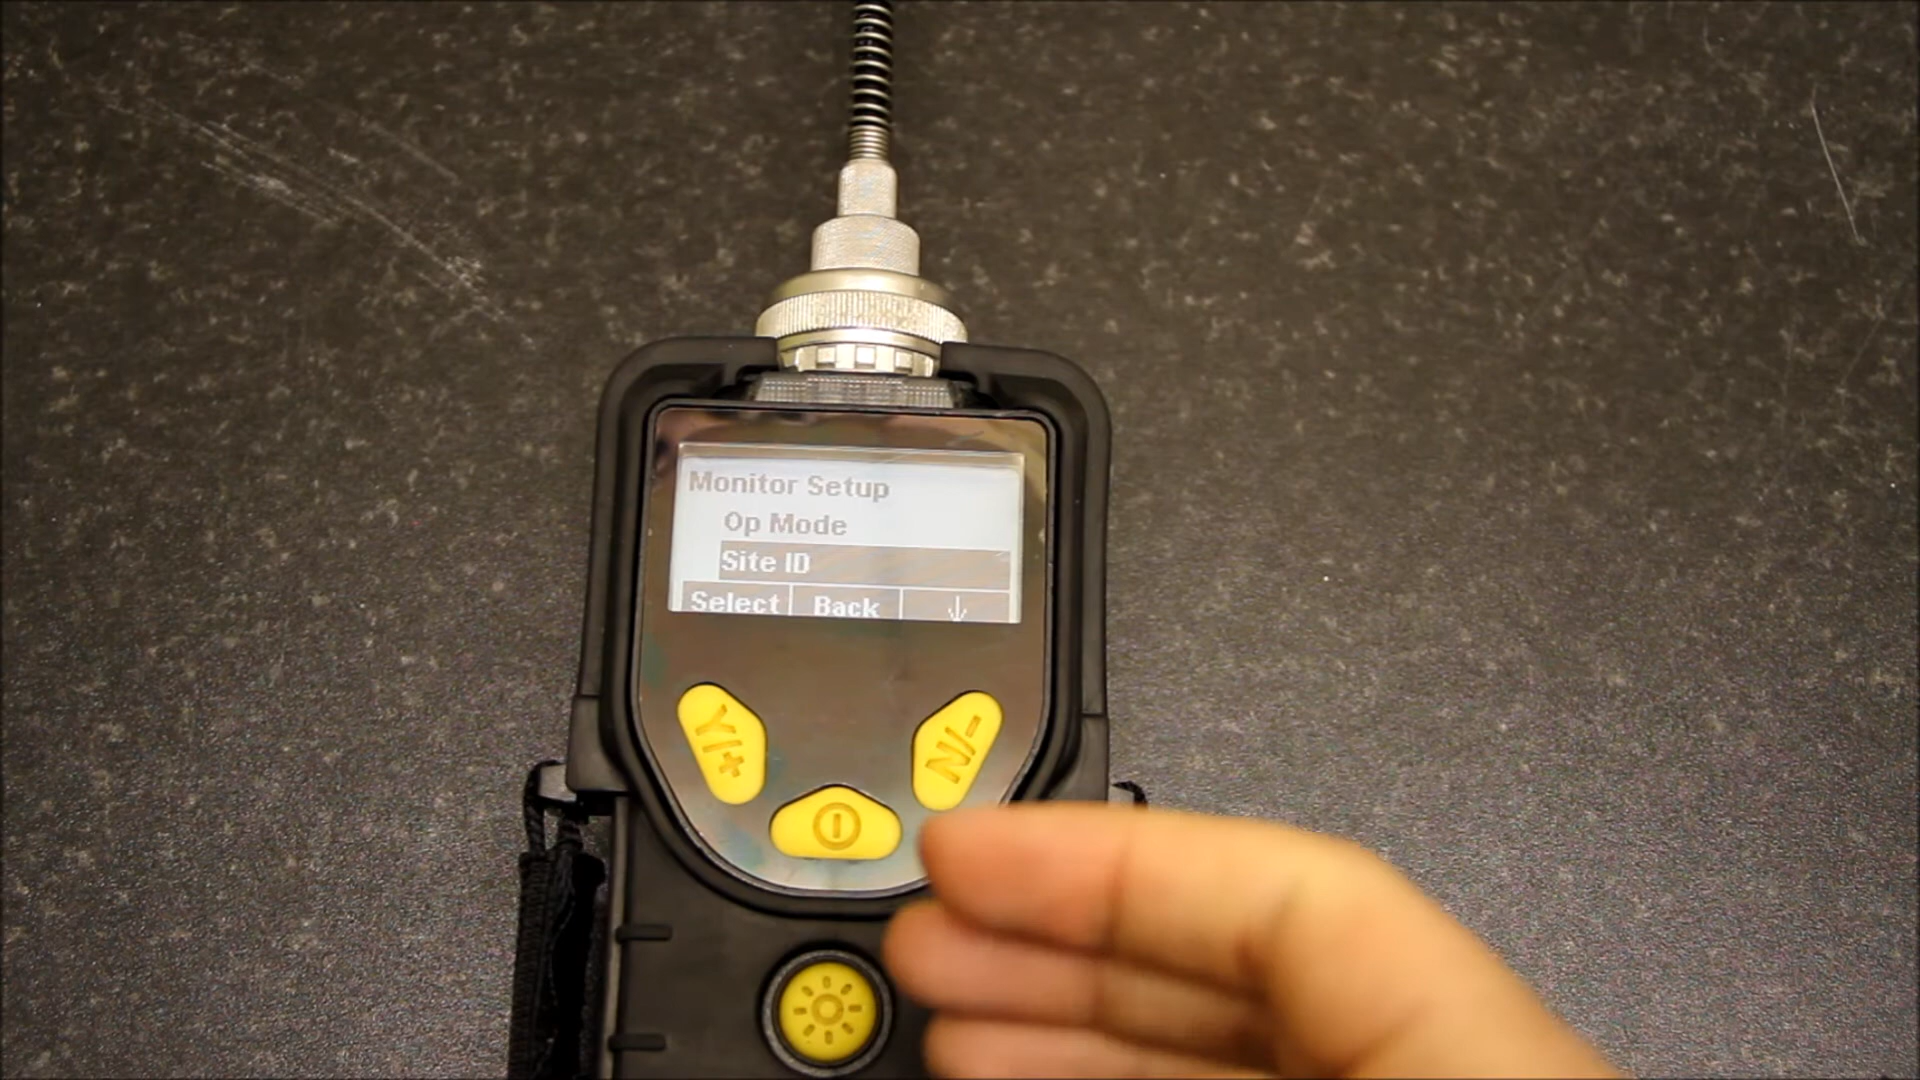 Monitor Setup
Op Mode
Site ID
Select Back ↓
Y/+
N/-